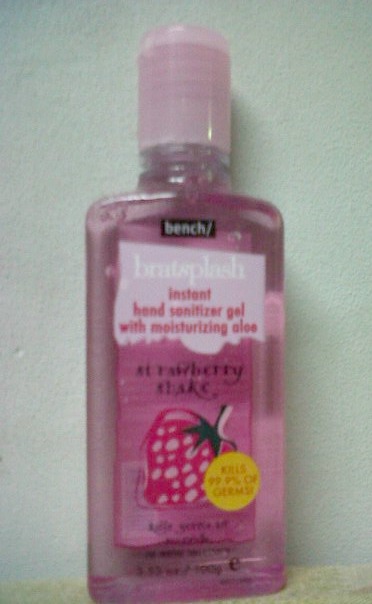 bench/
bratsplash
instant
hand sanitizer gel
with moisturizing aloe
strawberry
shake
KILLS
99.9% OF
GERMS!